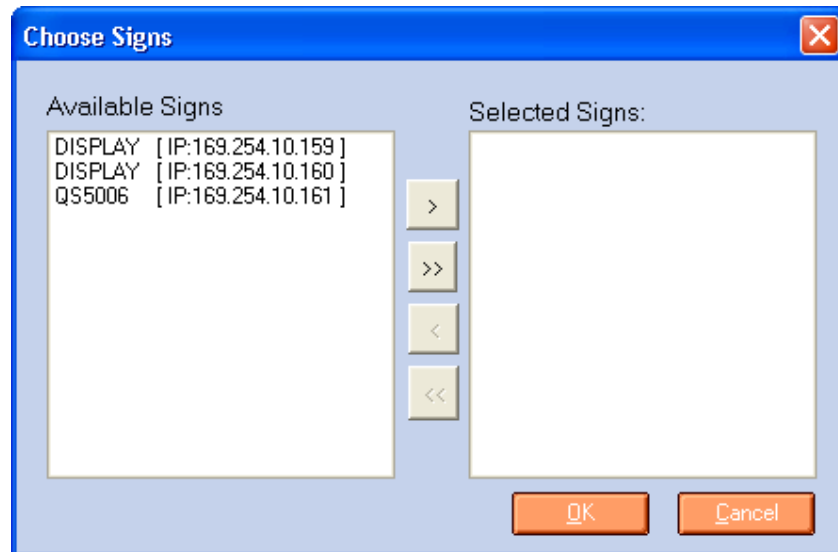 Choose Signs
Available Signs
DISPLAY [ IP:169.254.10.159 ]
DISPLAY [ IP:169.254.10.160 ]
QS5006 [ IP:169.254.10.161 ]
Selected Signs:
>
>>
<
<<
OK
Cancel